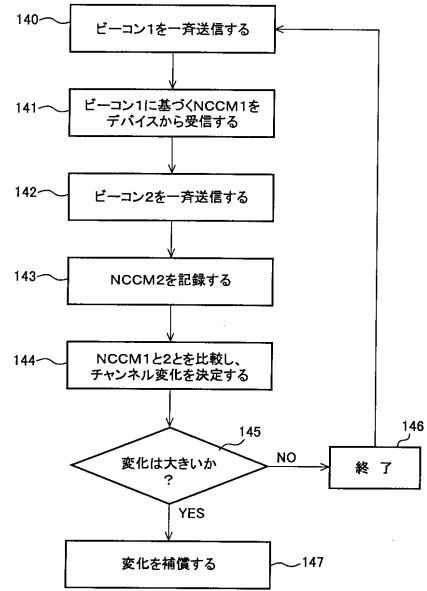 140
ビーコン1を一斉送信する
141
ビーコン1に基づくNCCM1を
デバイスから受信する
142
ビーコン2を一斉送信する
143
NCCM2を記録する
144
NCCM1と2とを比較し、
チャンネル変化を決定する
145
変化は大きいか
?
NO
146
終 了
YES
変化を補償する
147